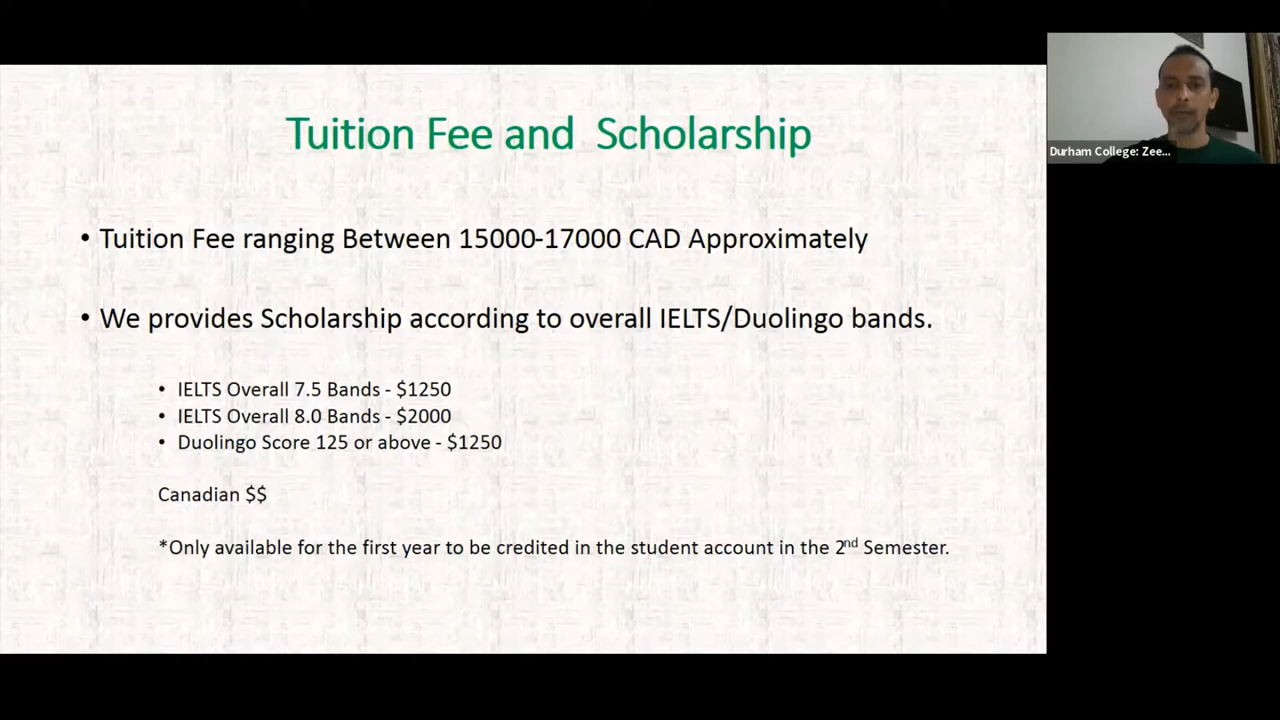 Tuition Fee and Scholarship
• Tuition Fee ranging Between 15000-17000 CAD Approximately
• We provides Scholarship according to overall IELTS/Duolingo bands.
• IELTS Overall 7.5 Bands - $1250
• IELTS Overall 8.0 Bands - $2000
• Duolingo Score 125 or above - $1250
Canadian $$
*Only available for the first year to be credited in the student account in the 2nd Semester.
Durham College: Zee...